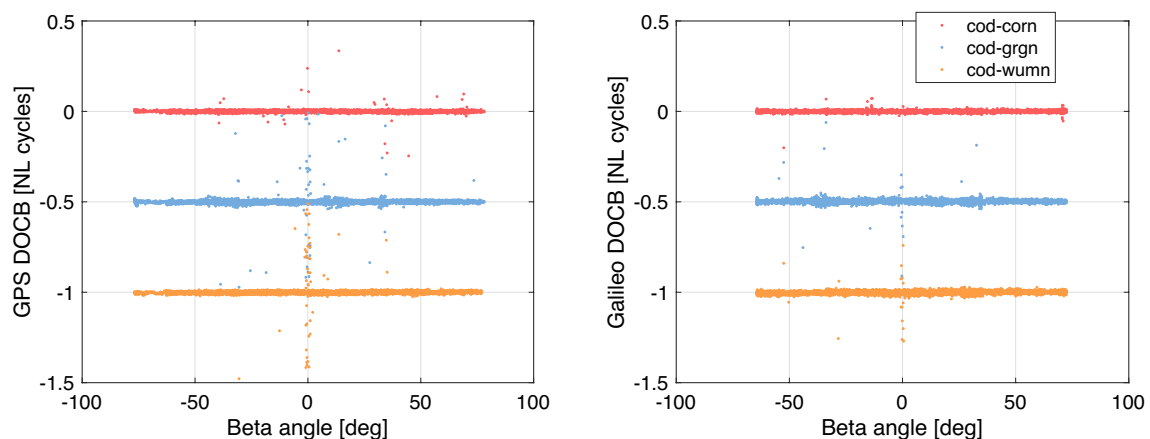 0.5
0
-0.5
-1
-1.5
-100
-50
0
50
100
GPS DOCB [NL cycles]
Beta angle [deg]
0.5
0
-0.5
-1
-1.5
-100
-50
0
50
100
Galileo DOCB [NL cycles]
Beta angle [deg]
cod-corn
cod-grgn
cod-wumn